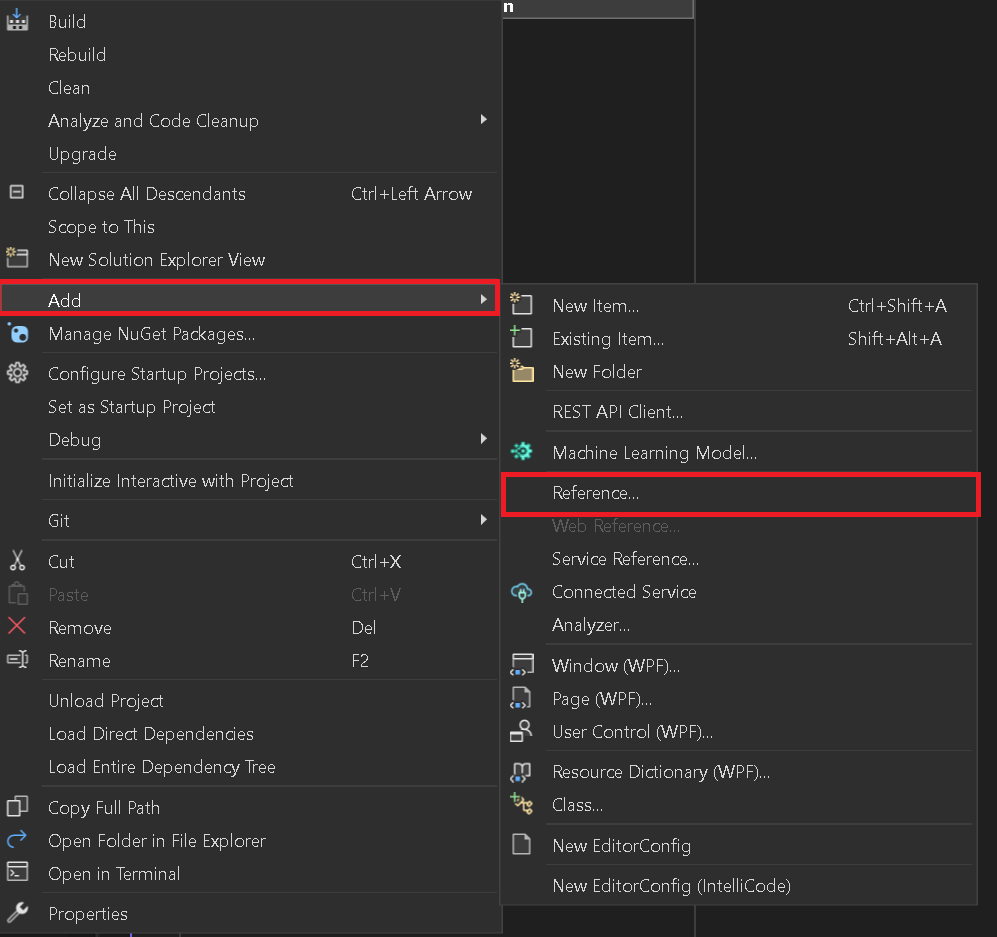 n
Build
Rebuild
Clean
Analyze and Code Cleanup
Upgrade
Collapse All Descendants Ctrl+Left Arrow
Scope to This
New Solution Explorer View
Add
Manage NuGet Packages...
Configure Startup Projects...
Set as Startup Project
Debug
Initialize Interactive with Project
Git
Cut Ctrl+X
Paste Ctrl+V
Remove Del
Rename F2
Unload Project
Load Direct Dependencies
Load Entire Dependency Tree
Copy Full Path
Open Folder in File Explorer
Open in Terminal
Properties
New Item... Ctrl+Shift+A
Existing Item... Shift+Alt+A
New Folder
REST API Client...
Machine Learning Model...
Reference...
Web Reference...
Service Reference...
Connected Service
Analyzer...
Window (WPF)...
Page (WPF)...
User Control (WPF)...
Resource Dictionary (WPF)...
Class...
New EditorConfig
New EditorConfig (IntelliCode)